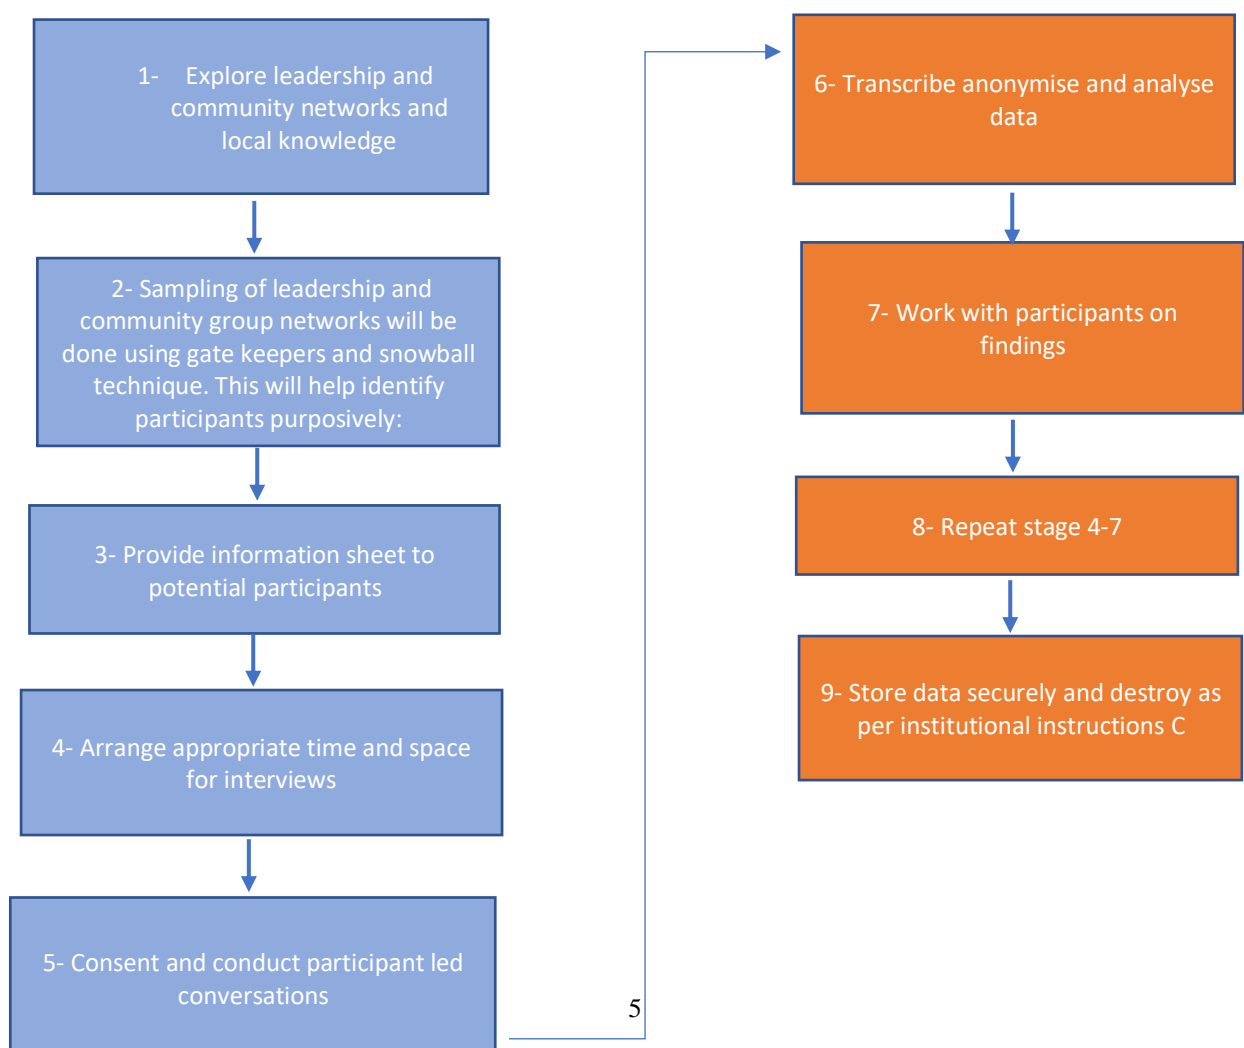 1- Explore leadership and
community networks and
local knowledge
2- Sampling of leadership and
community group networks will be
done using gate keepers and snowball
technique. This will help identify
participants purposively:
3- Provide information sheet to
potential participants
4- Arrange appropriate time and space
for interviews
5- Consent and conduct participant led
conversations
6- Transcribe anonymise and analyse
data
7- Work with participants on
findings
8- Repeat stage 4-7
9- Store data securely and destroy as
per institutional instructions C
5